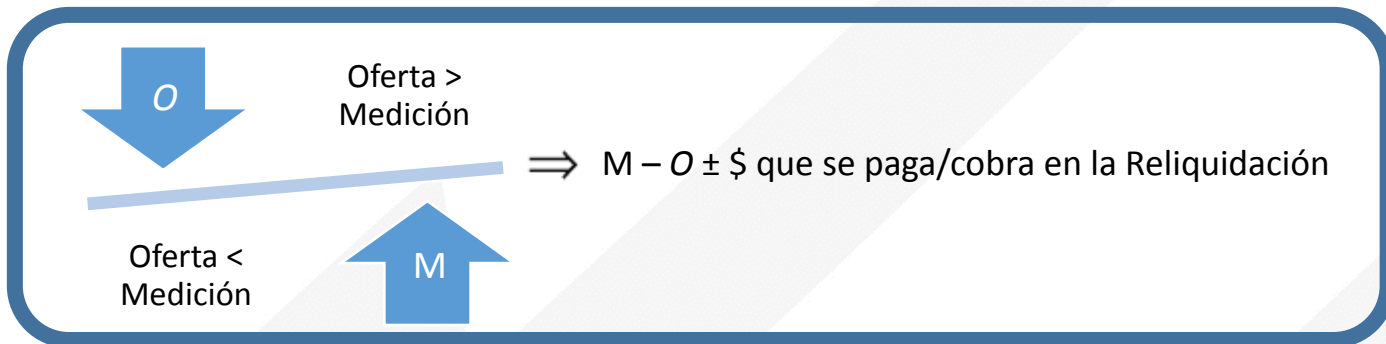 O
Oferta >
Medición
⇒ M – O ± $ que se paga/cobra en la Reliquidación
Oferta <
Medición
M